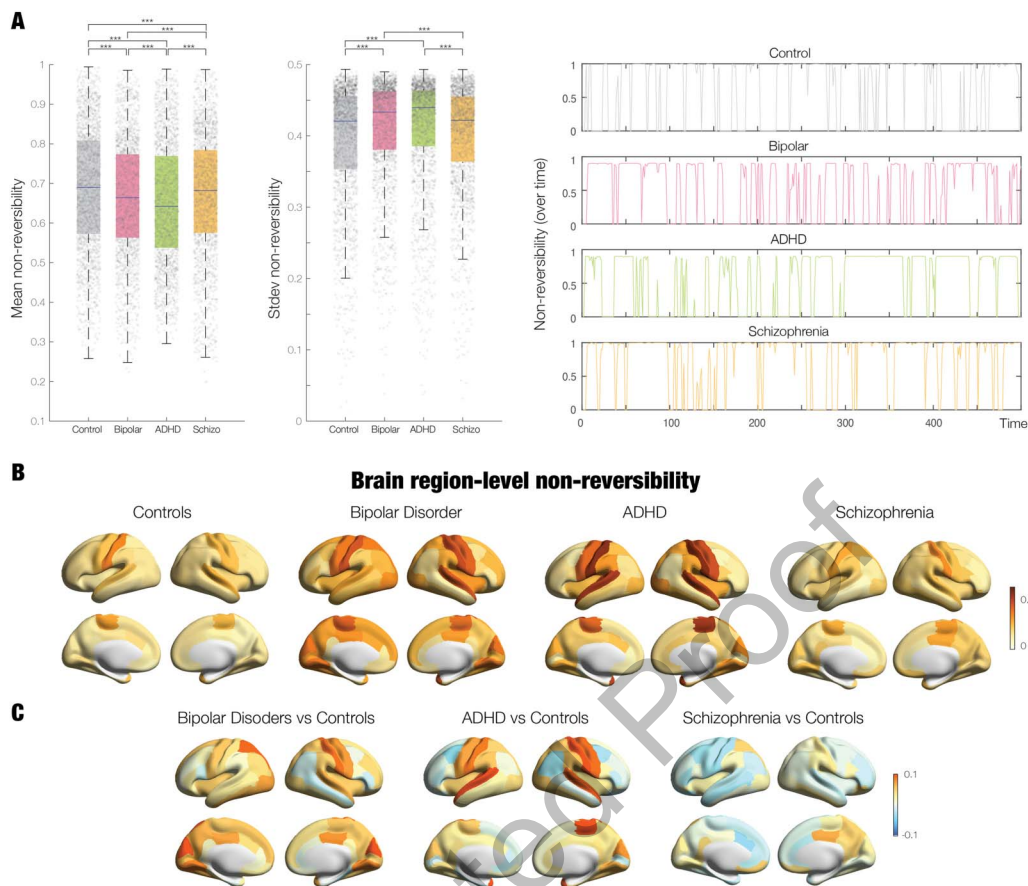 A
***
***
***
***
***
***
***
***
***
***
Mean non-reversibility
1
0.9
0.8
0.7
0.6
0.5
0.4
0.3
0.2
0.1
Control Bipolar ADHD Schizo
Stdev non-reversibility
0.5
0.4
0.3
0.2
0.1
0
Control Bipolar ADHD Schizo
Non-reversibility (over time)
Control
1
0.5
0
Bipolar
1
0.5
0
ADHD
1
0.5
0
Schizophrenia
1
0.5
0
0 100 200 300 400 Time
B
Brain region-level non-reversibility
Controls Bipolar Disorder ADHD Schizophrenia
0
C
Bipolar Disoders vs Controls ADHD vs Controls Schizophrenia vs Controls
0.1
-0.1
Proof